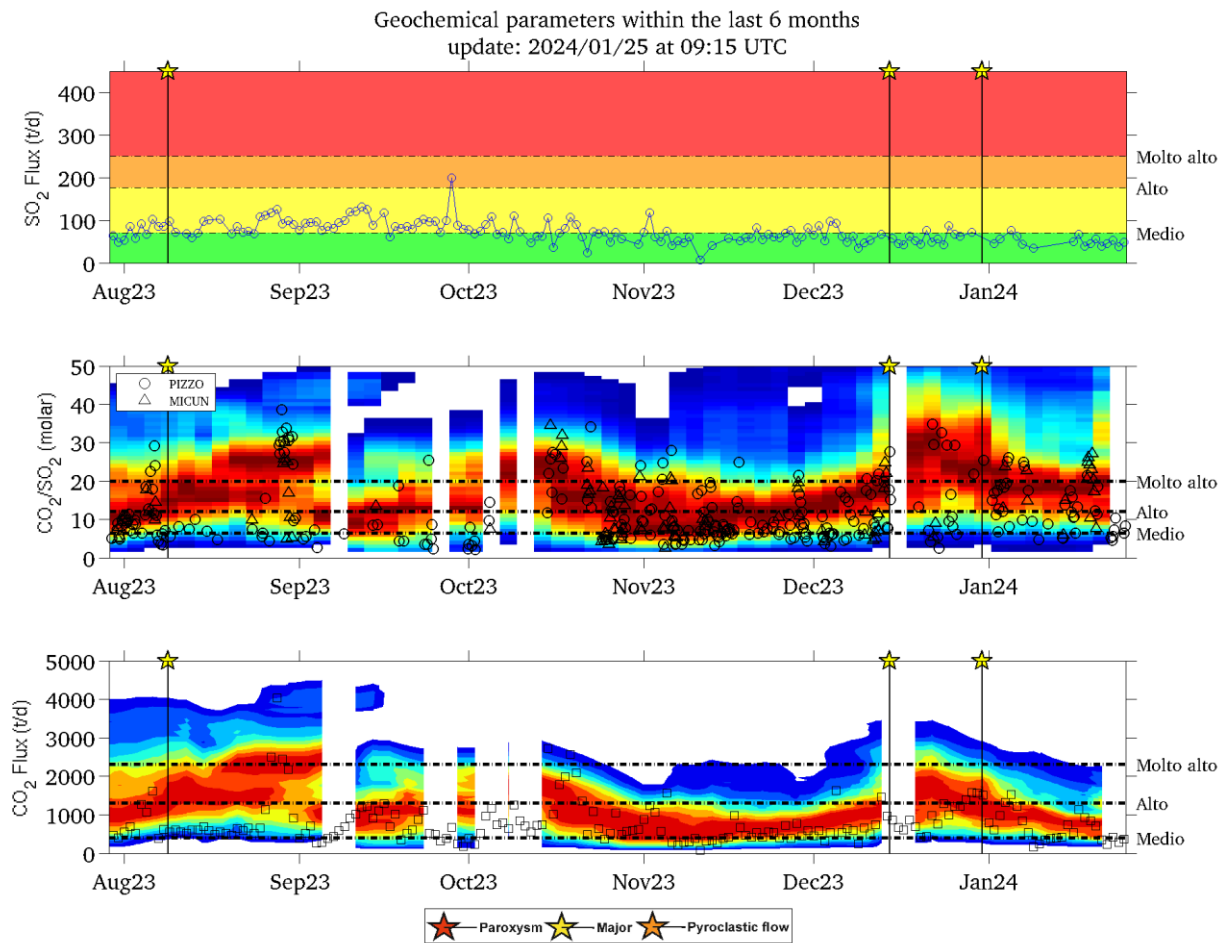 Geochemical parameters within the last 6 months
update: 2024/01/25 at 09:15 UTC
SO2 Flux (t/d)
400
300
200
100
0
Molto alto
Alto
Medio
Aug23 Sep23 Oct23 Nov23 Dec23 Jan24
CO2/SO2 (molar)
50
40
30
20
10
0
PIZZO
MICUN
Molto alto
Alto
Medio
Aug23 Sep23 Oct23 Nov23 Dec23 Jan24
CO2 Flux (t/d)
5000
4000
3000
2000
1000
0
Molto alto
Alto
Medio
Aug23 Sep23 Oct23 Nov23 Dec23 Jan24
Paroxysm Major Pyroclastic flow